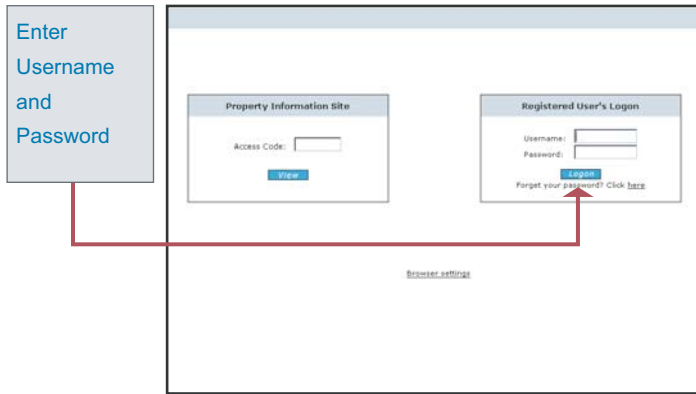 Enter
Username
and
Password
Property Information Site
Access Code:
View
Registered User's Logon
Username:
Password:
Logon
Forget your password? Click here
Browser settings